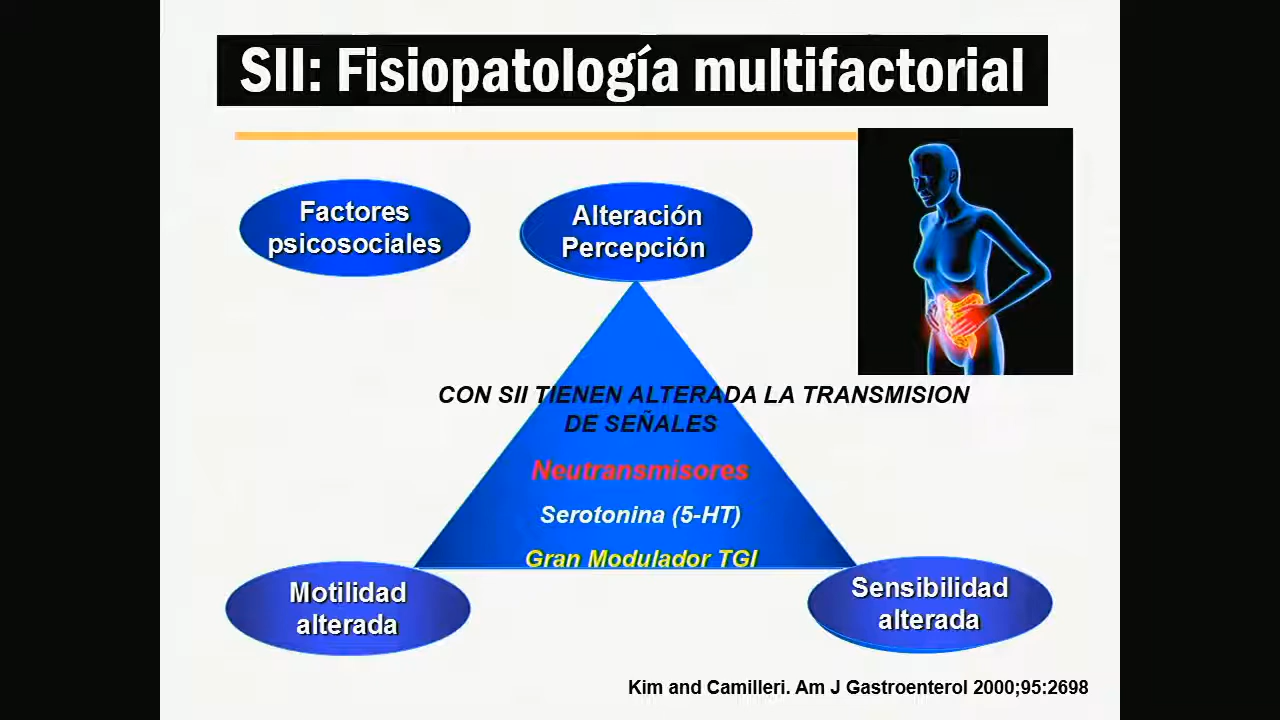 SII: Fisiopatología multifactorial
Factores
psicosociales
Alteración
Percepción
CON SII TIENEN ALTERADA LA TRANSMISION
DE SEÑALES
Neutransmisores
Serotonina (5-HT)
Gran Modulador TGI
Motilidad
alterada
Sensibilidad
alterada
Kim and Camilleri. Am J Gastroenterol 2000;95:2698